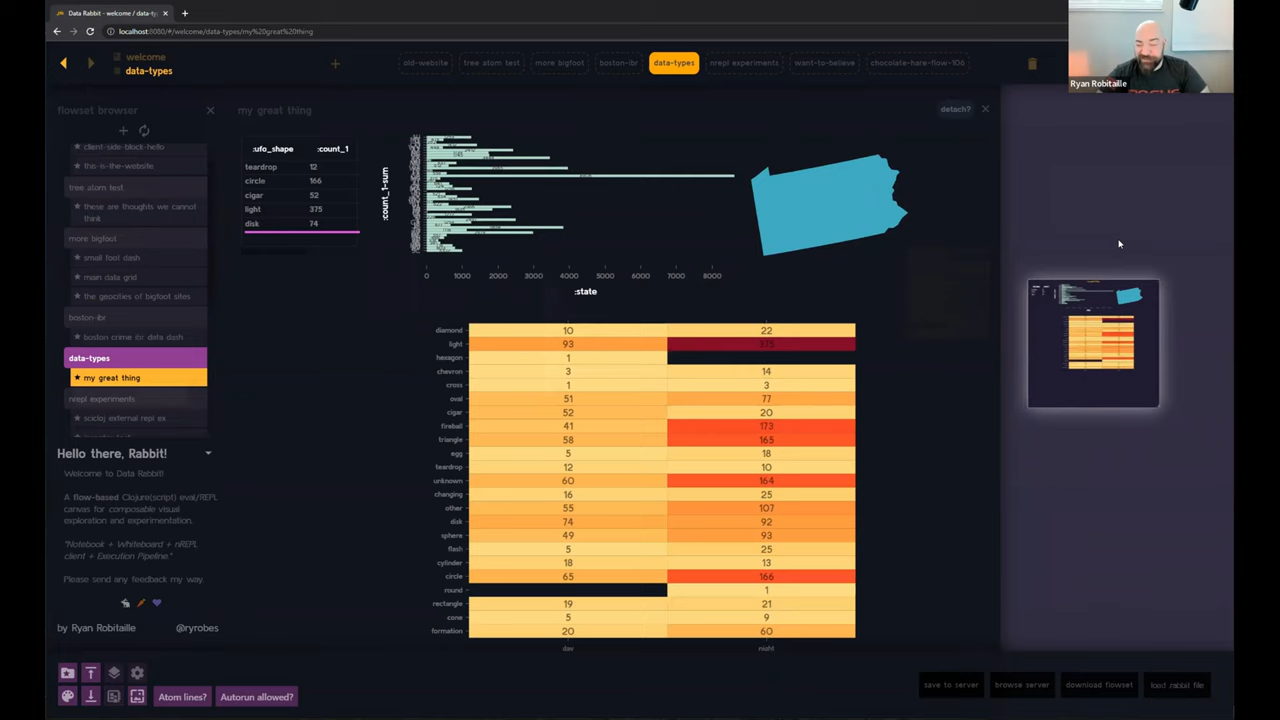 Data Rabbit - welcome / data-typ
localhost:8080/#/welcome/data-types/my%20great%20thing
Ryan Robitaille
welcome
data-types
old-website
tree atom test
more bigfoot
boston-ibr
data-types
nrepl experiments
want-to-believe
chocolate-hare-flow-106
flowset browser
client-side-block-hello
this-is-the-website
tree atom test
these are thoughts we cannot
think
more bigfoot
small foot dash
main data grid
the geocities of bigfoot sites
boston-ibr
boston crime ibr data dash
data-types
my great thing
nrepl experiments
scicloj external repl ex
Hello there, Rabbit!
Welcome to Data Rabbit!
A flow-based Clojure(script) eval/REPL
canvas for composable visual
exploration and experimentation.
"Notebook + Whiteboard + nREPL
client + Execution Pipeline."
Please send any feedback my way.
by Ryan Robitaille @ryrobes
my great thing
detach?
:ufo_shape :count_1
teardrop 12
circle 166
cigar 52
light 375
disk 74
:count_1-sum
0 1000 2000 3000 4000 5000 6000 7000 8000
:state
diamond 10 22
light 93 375
hexagon 1
chevron 3 14
cross 1 3
oval 51 77
cigar 52 20
fireball 41 173
triangle 58 165
egg 5 18
teardrop 12 10
unknown 60 164
changing 16 25
other 55 107
disk 74 92
sphere 49 93
flash 5 25
cylinder 18 13
circle 65 166
round 1
rectangle 19 21
cone 5 9
formation 20 60
day night
Atom lines?
Autorun allowed?
save to server
browse server
download flowset
load rabbit file